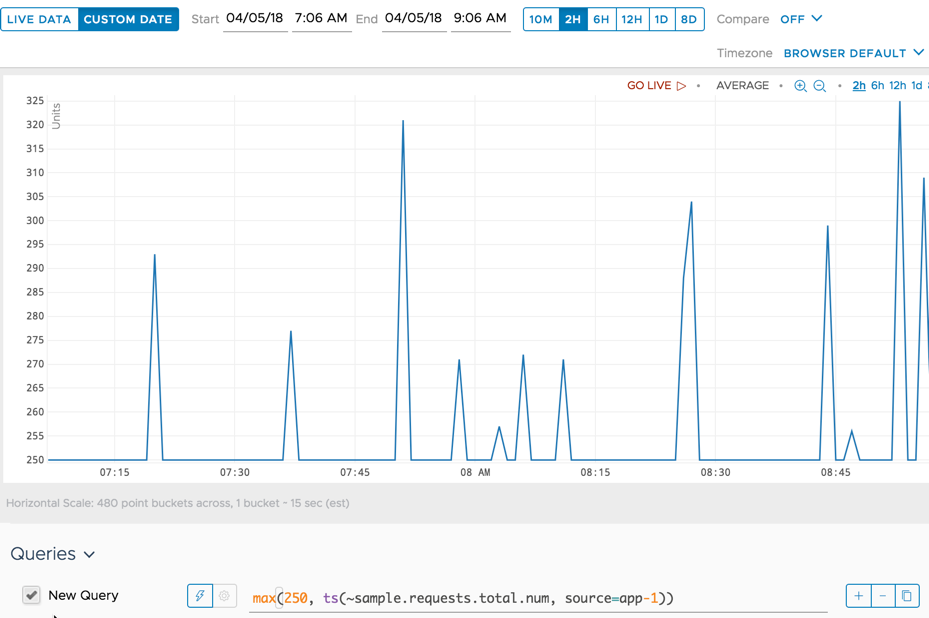 LIVE DATA CUSTOM DATE Start 04/05/18 7:06 AM End 04/05/18 9:06 AM 10M 2H 6H 12H 1D 8D Compare OFF
Timezone BROWSER DEFAULT
GO LIVE • AVERAGE • • 2h 6h 12h 1d
Units
325
320
315
310
305
300
295
290
285
280
275
270
265
260
255
250
07:15 07:30 07:45 08 AM 08:15 08:30 08:45
Horizontal Scale: 480 point buckets across, 1 bucket ~ 15 sec (est)
Queries
New Query max(250, ts(~sample.requests.total.num, source=app-1)) + −